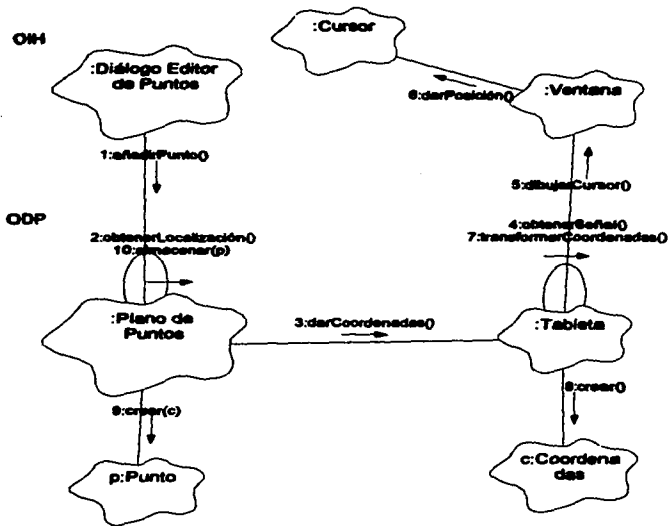 OIH
:Cursor
:Diálogo Editor
de Puntos
:Ventana
6:darPosición()
1:añadirPunto()
5:dibujarCursor()
ODP
4:obtenerSeñal()
2:obtenerLocalización()
7:transformarCoordenadas()
10:almacenar(p)
:Plano de
Puntos
3:darCoordenadas()
:Tableta
8:crear()
9:crear(c)
p:Punto
c:Coordena
das